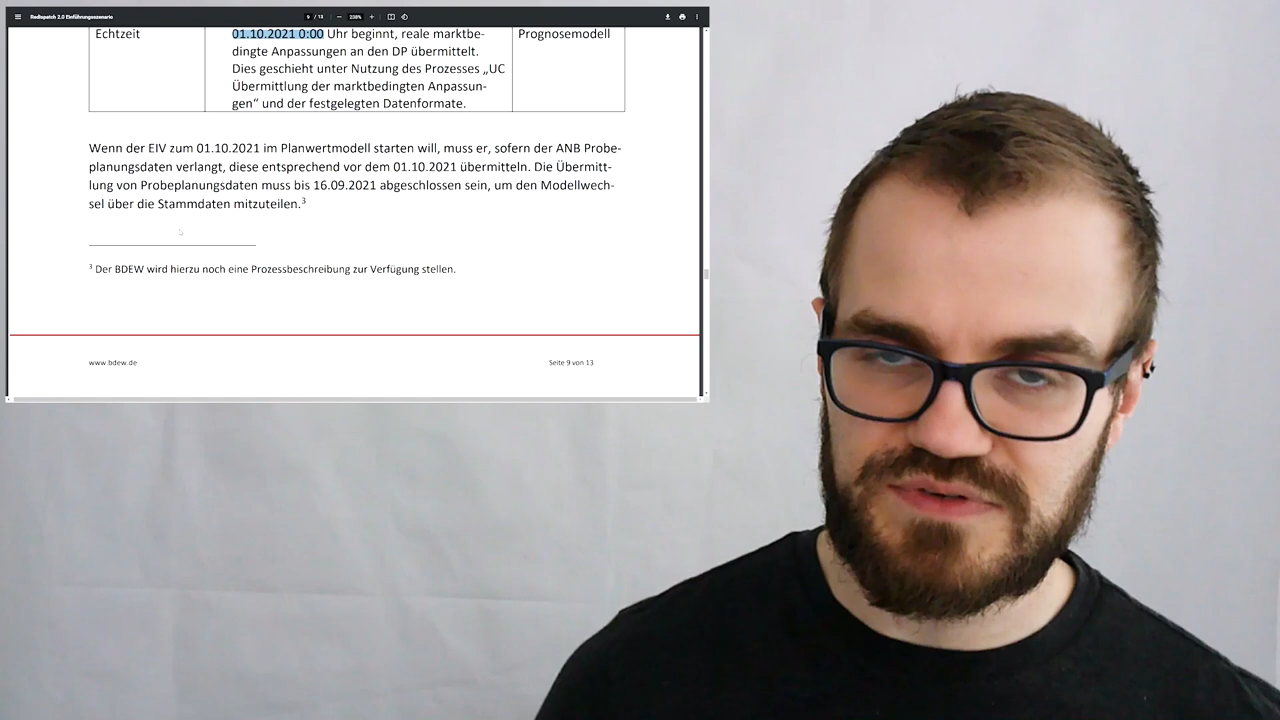 Redispatch 2.0 Einführungsszenario
9 / 13
238%
Echtzeit
01.10.2021 0:00 Uhr beginnt, reale marktbe-
dingte Anpassungen an den DP übermittelt.
Dies geschieht unter Nutzung des Prozesses „UC
Übermittlung der marktbedingten Anpassun-
gen“ und der festgelegten Datenformate.
Prognosemodell
Wenn der EIV zum 01.10.2021 im Planwertmodell starten will, muss er, sofern der ANB Probe-
planungsdaten verlangt, diese entsprechend vor dem 01.10.2021 übermitteln. Die Übermitt-
lung von Probeplanungsdaten muss bis 16.09.2021 abgeschlossen sein, um den Modellwech-
sel über die Stammdaten mitzuteilen.³
³ Der BDEW wird hierzu noch eine Prozessbeschreibung zur Verfügung stellen.
www.bdew.de
Seite 9 von 13